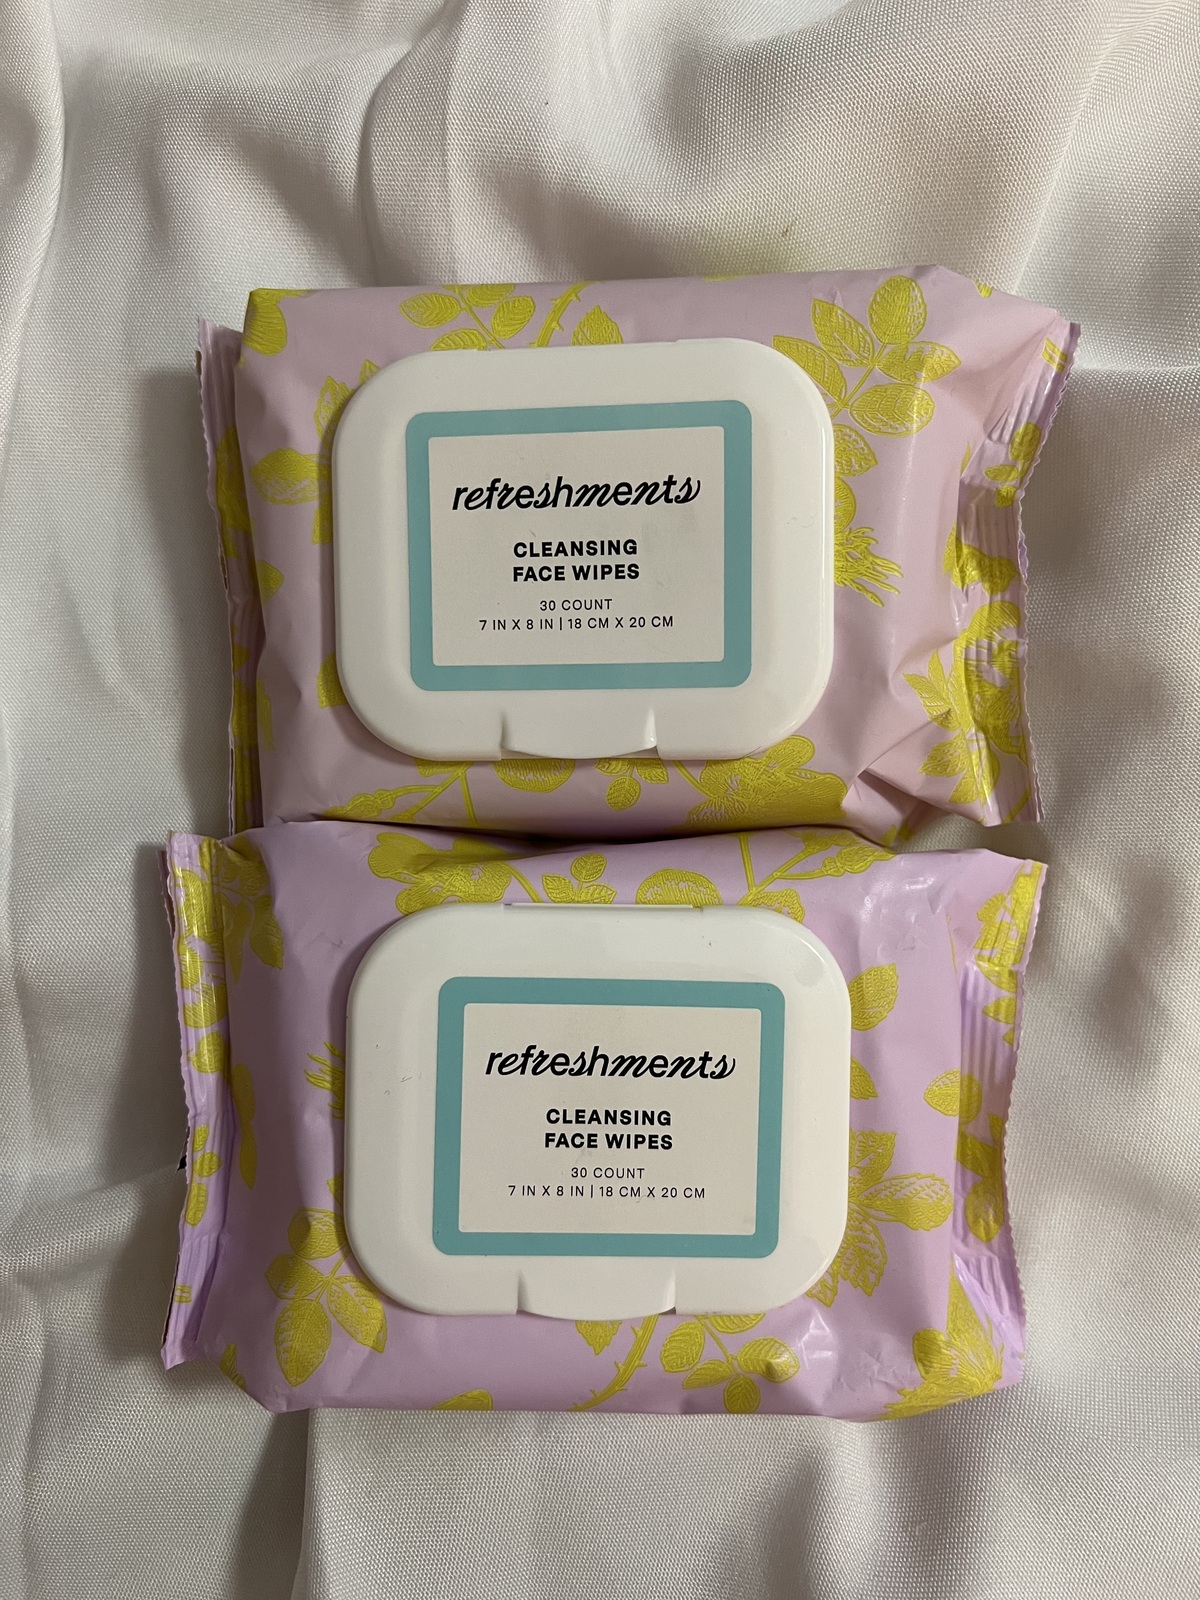 refreshments
CLEANSING
FACE WIPES
30 COUNT
7 IN X 8 IN | 18 CM X 20 CM
refreshments
CLEANSING
FACE WIPES
30 COUNT
7 IN X 8 IN | 18 CM X 20 CM